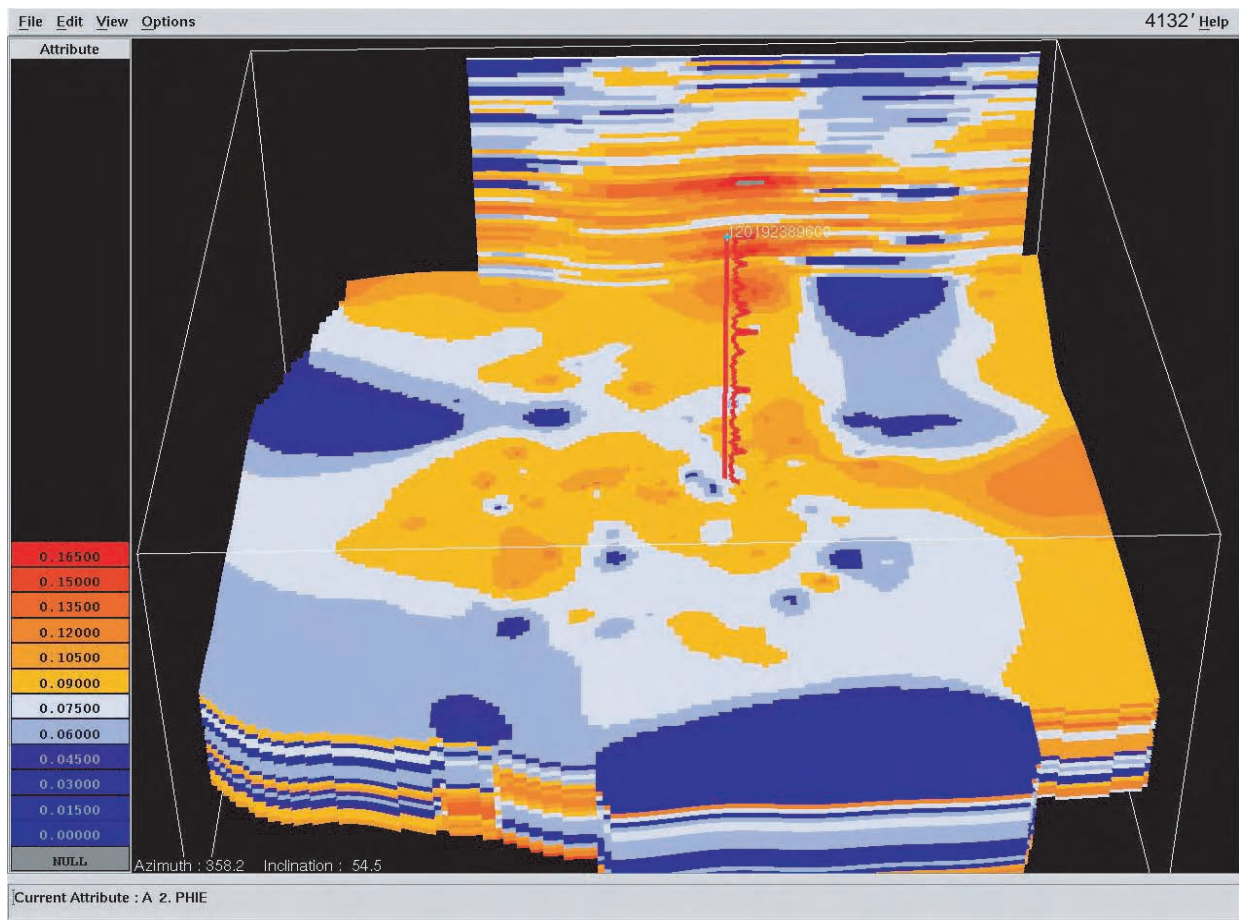 File Edit View Options 4132′ Help
Attribute
120192389600
0.16500
0.15000
0.13500
0.12000
0.10500
0.09000
0.07500
0.06000
0.04500
0.03000
0.01500
0.00000
NULL
Azimuth : 358.2 Inclination : 54.5
Current Attribute : A 2. PHIE